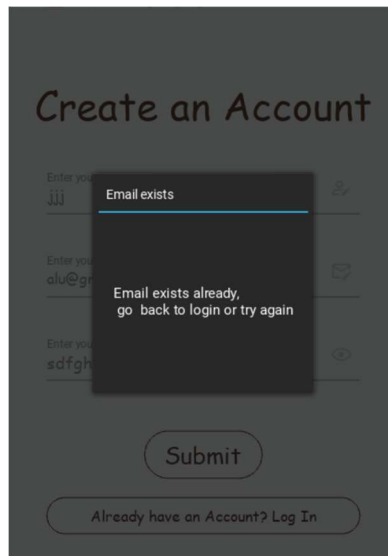 Create an Account
Enter you
jjj
Email exists
Enter you
alu@gr
Email exists already,
go back to login or try again
Enter you
sdfgh
Submit
Already have an Account? Log In